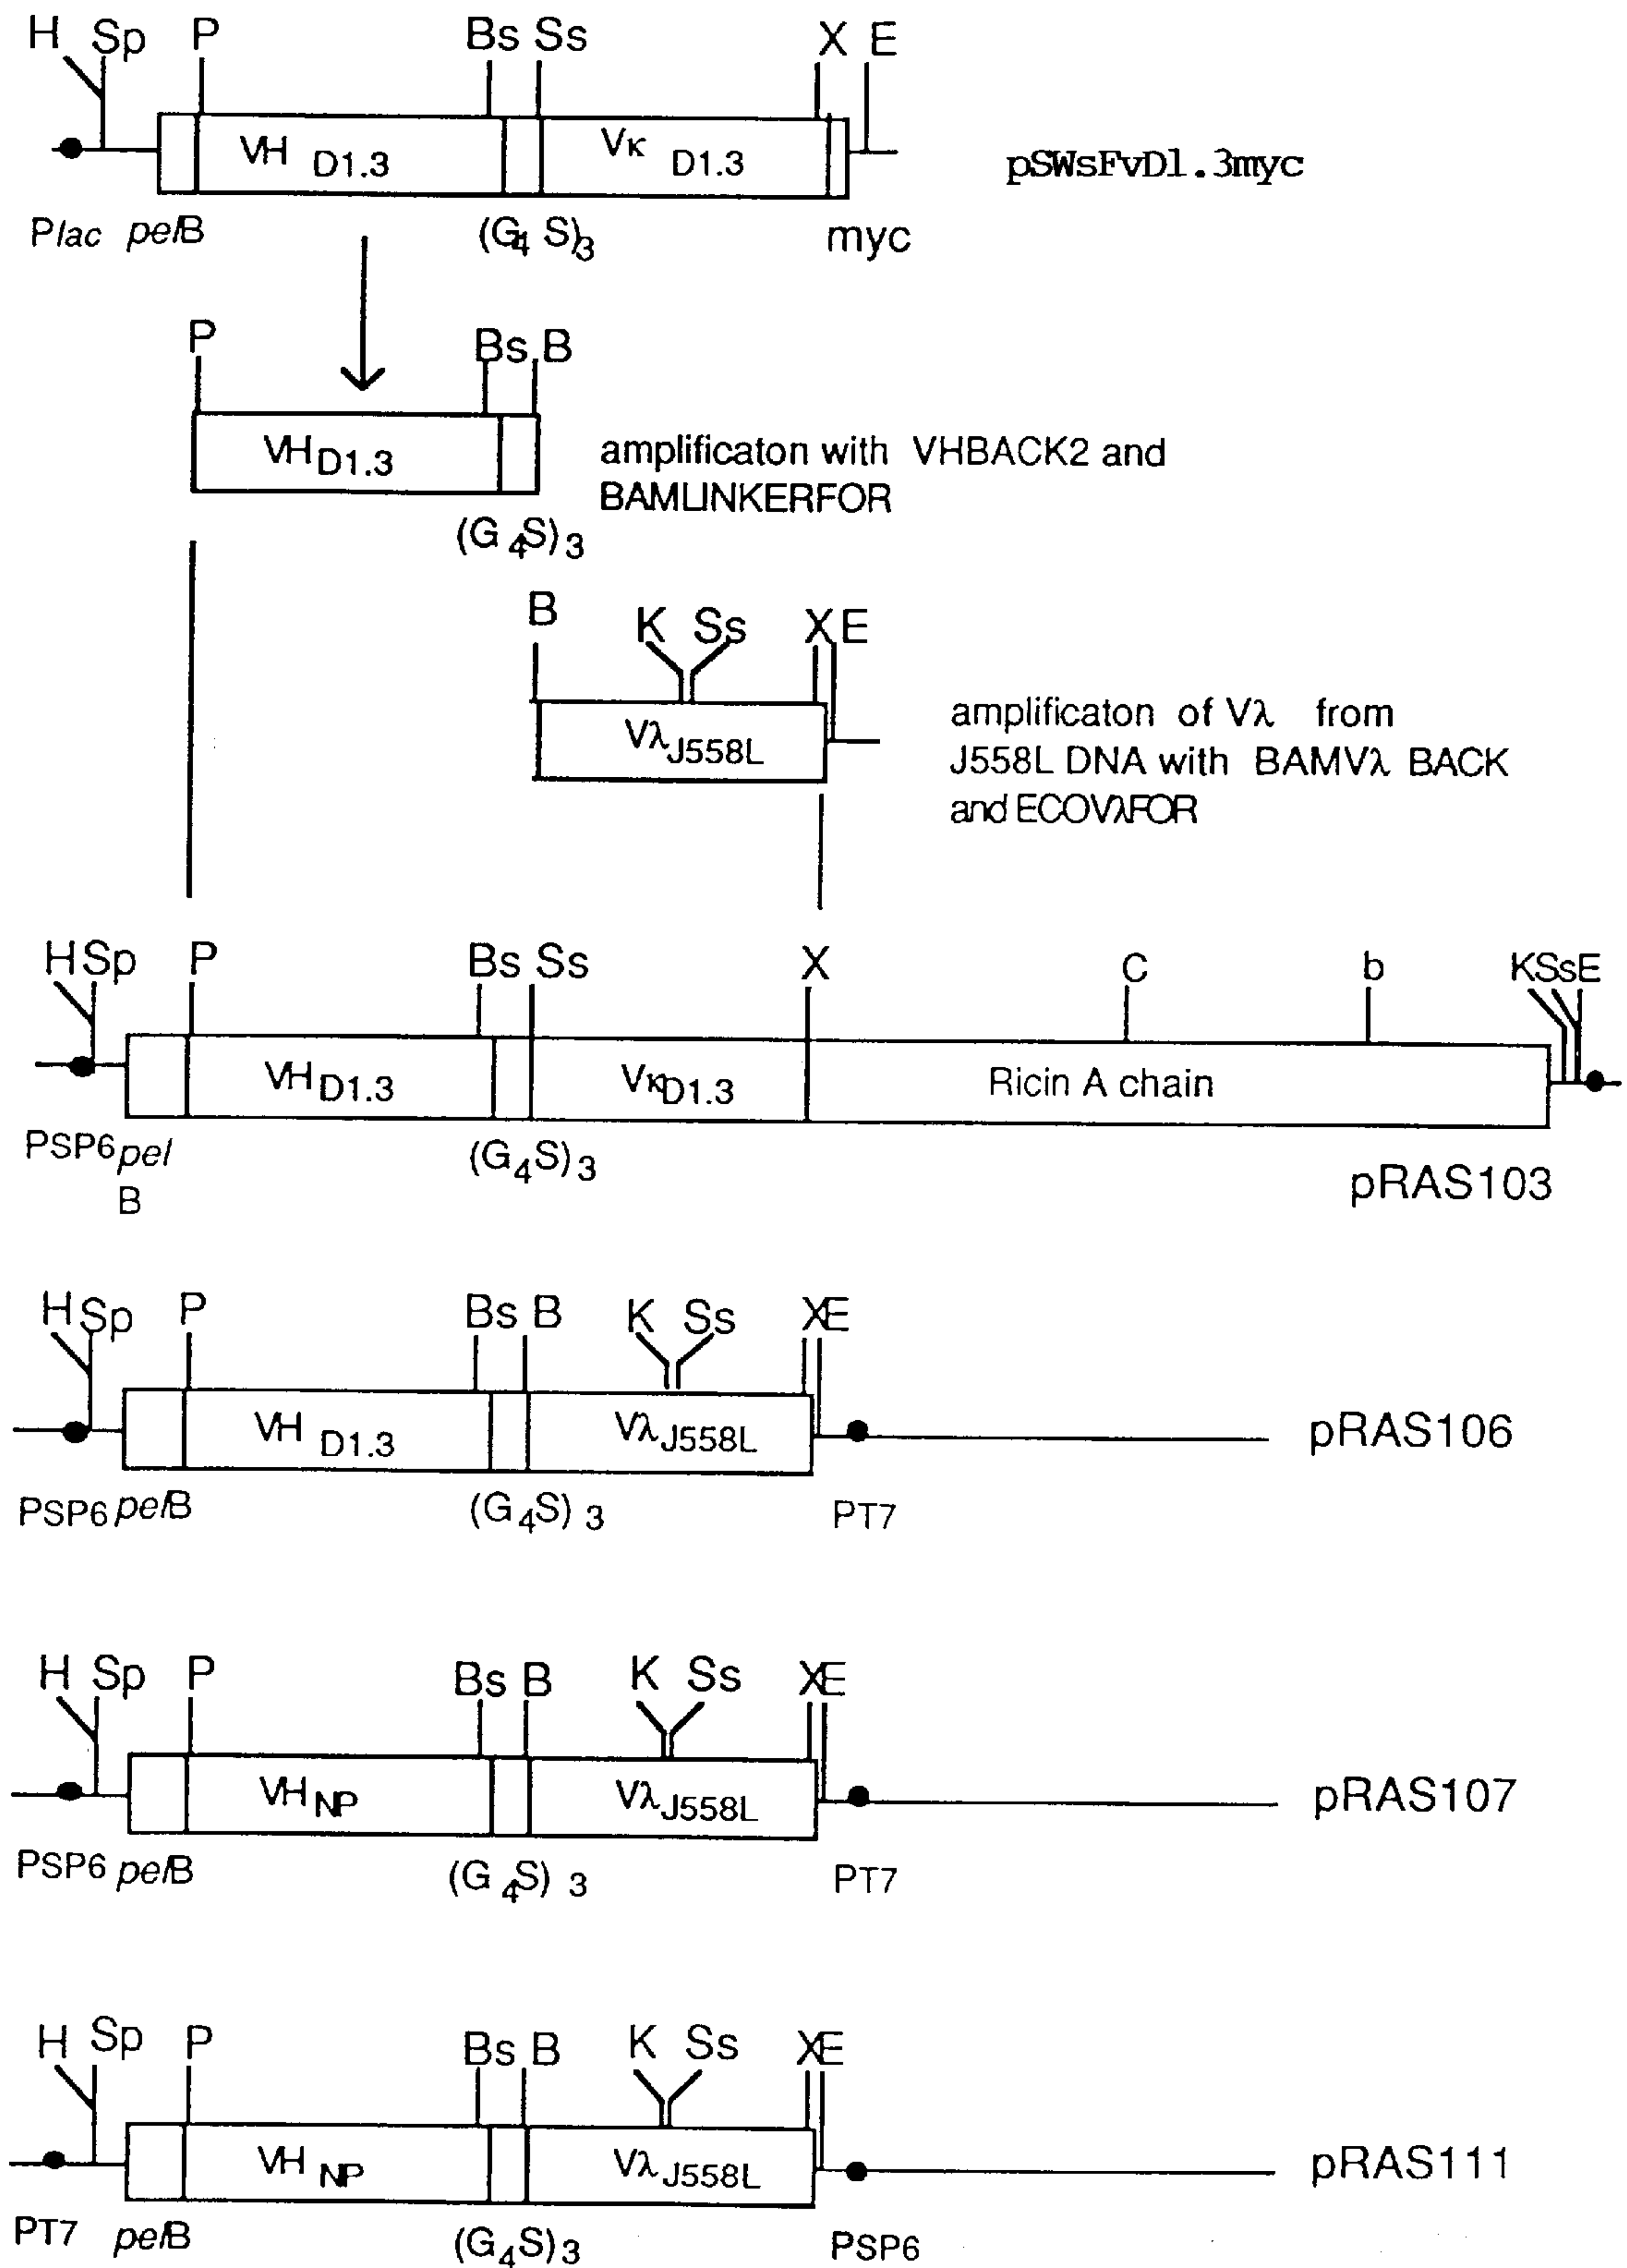 H Sp P Bs Ss X E
VH D1.3 Vκ D1.3 pSWsFvD1.3myc
Plac pelB (G4 S)3 myc
P Bs B
VH D1.3 amplificaton with VHBACK2 and
BAMLINKERFOR
(G4S)3
B K Ss X E
Vλ J558L amplificaton of Vλ from
J558L DNA with BAMVλ BACK
and ECOVλFOR
H Sp P Bs Ss X C b K Ss E
VH D1.3 Vκ D1.3 Ricin A chain
PSP6 pel (G4S)3
B
pRAS103
H Sp P Bs B K Ss X E
VH D1.3 Vλ J558L pRAS106
PSP6 pelB (G4S)3 PT7
H Sp P Bs B K Ss X E
VH NP Vλ J558L pRAS107
PSP6 pelB (G4S)3 PT7
H Sp P Bs B K Ss X E
VH NP Vλ J558L pRAS111
PT7 pelB (G4S)3 PSP6